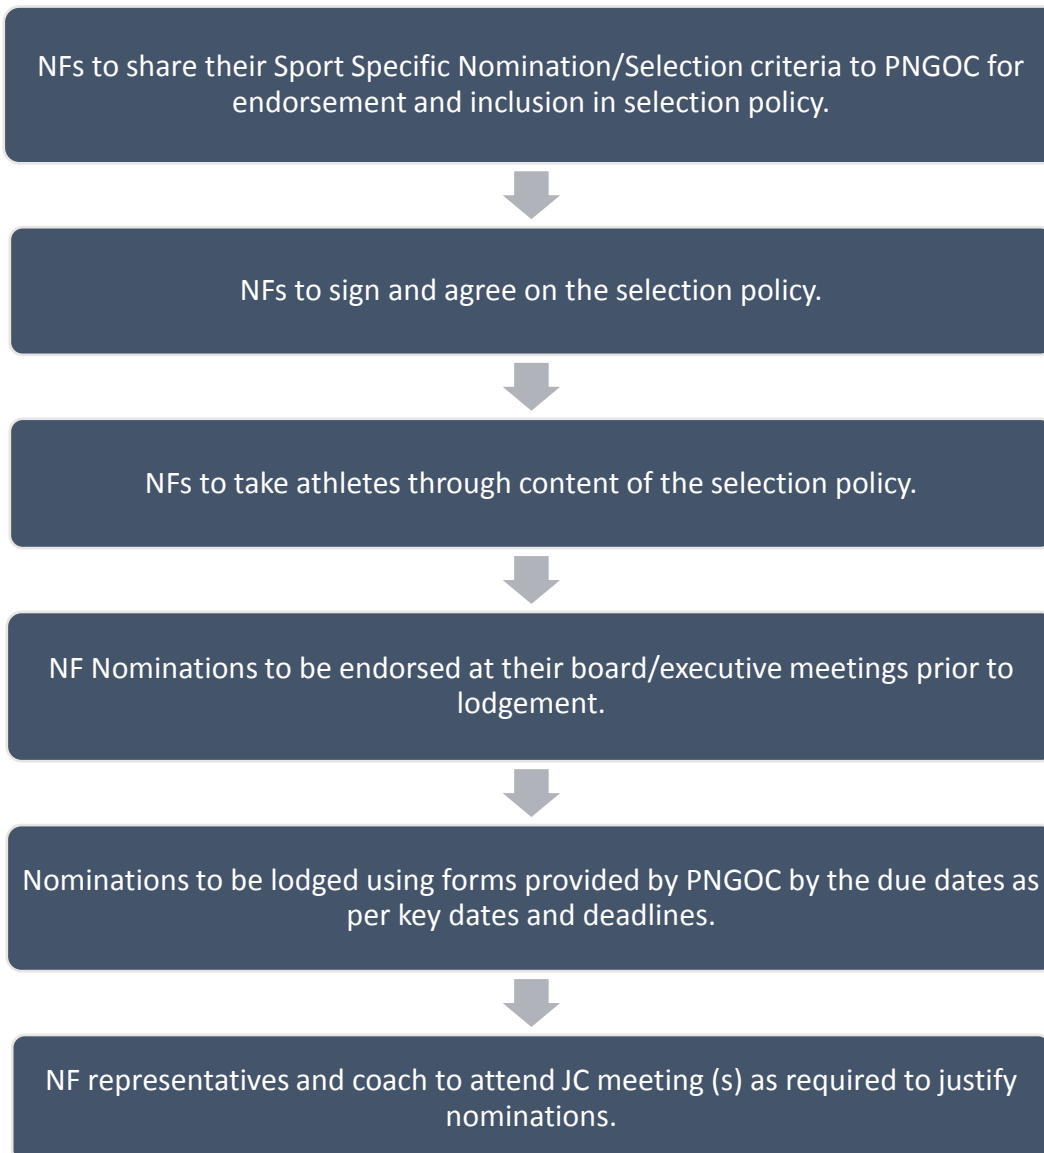 NFs to share their Sport Specific Nomination/Selection criteria to PNGOC for
endorsement and inclusion in selection policy.
NFs to sign and agree on the selection policy.
NFs to take athletes through content of the selection policy.
NF Nominations to be endorsed at their board/executive meetings prior to
lodgement.
Nominations to be lodged using forms provided by PNGOC by the due dates as
per key dates and deadlines.
NF representatives and coach to attend JC meeting (s) as required to justify
nominations.